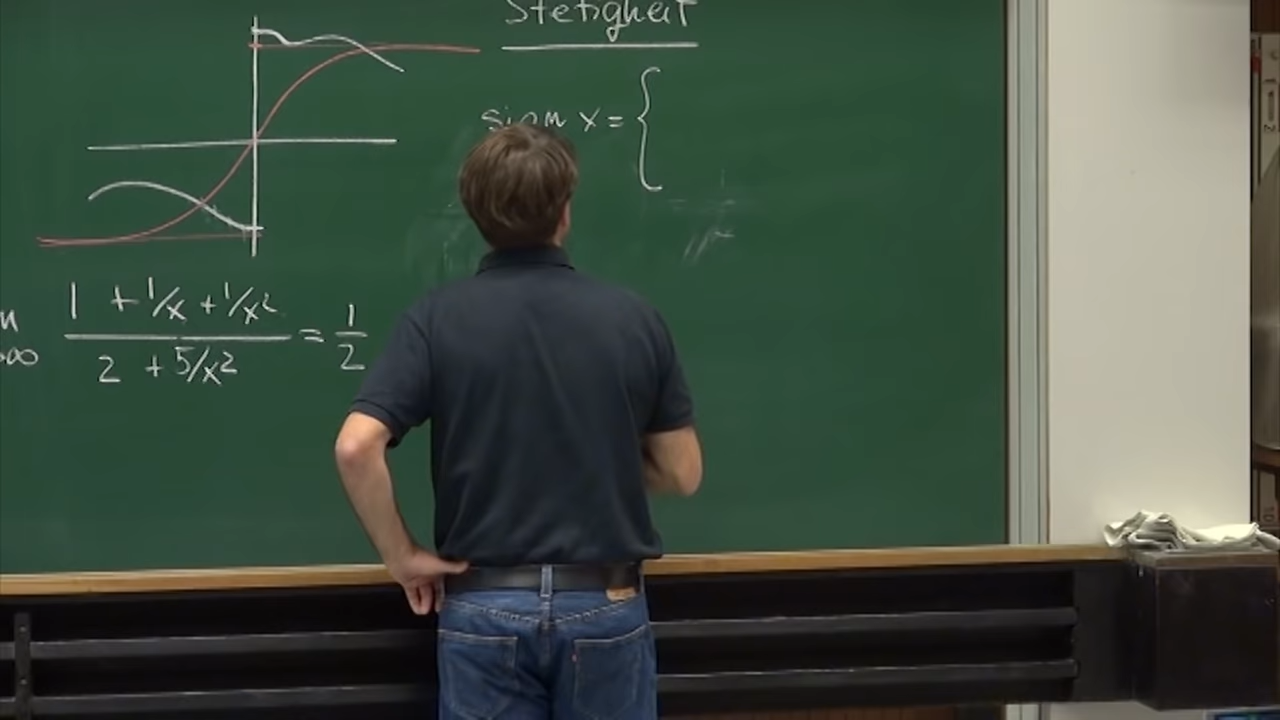 Stetigkeit
sign x = {
1 + 1/x + 1/x²
2 + 5/x²
= 1/2